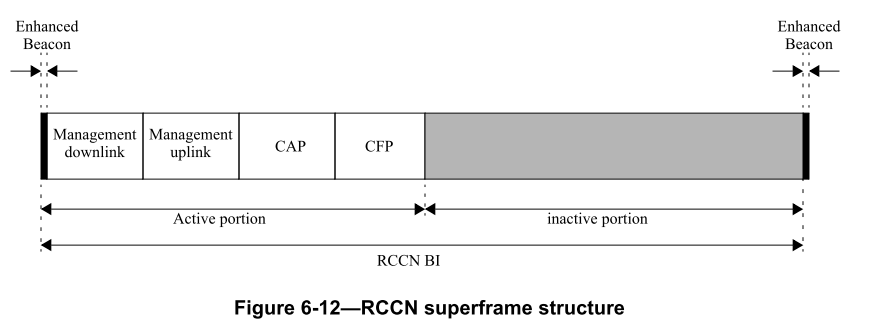 Enhanced
Beacon
Enhanced
Beacon
Management
downlink
Management
uplink
CAP
CFP
Active portion
inactive portion
RCCN BI
Figure 6-12—RCCN superframe structure